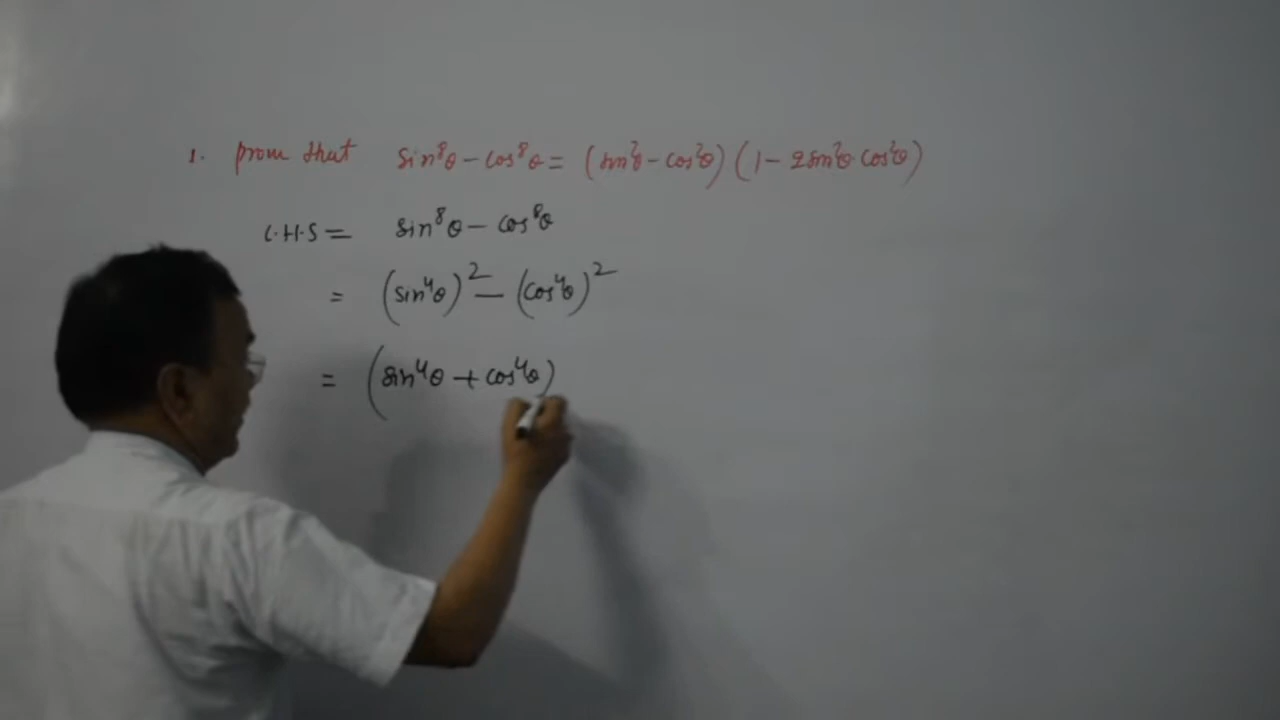 1. prove that sin⁸θ – cos⁸θ = (sin²θ – cos²θ) (1 – 2sin²θ cos²θ)
L.H.S = sin⁸θ – cos⁸θ
= (sin⁴θ)² – (cos⁴θ)²
= (sin⁴θ + cos⁴θ)